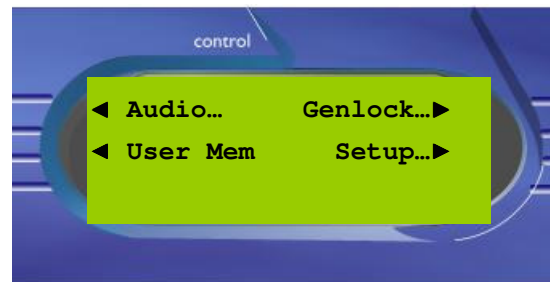 control
◄ Audio… Genlock…►
◄ User Mem Setup…►